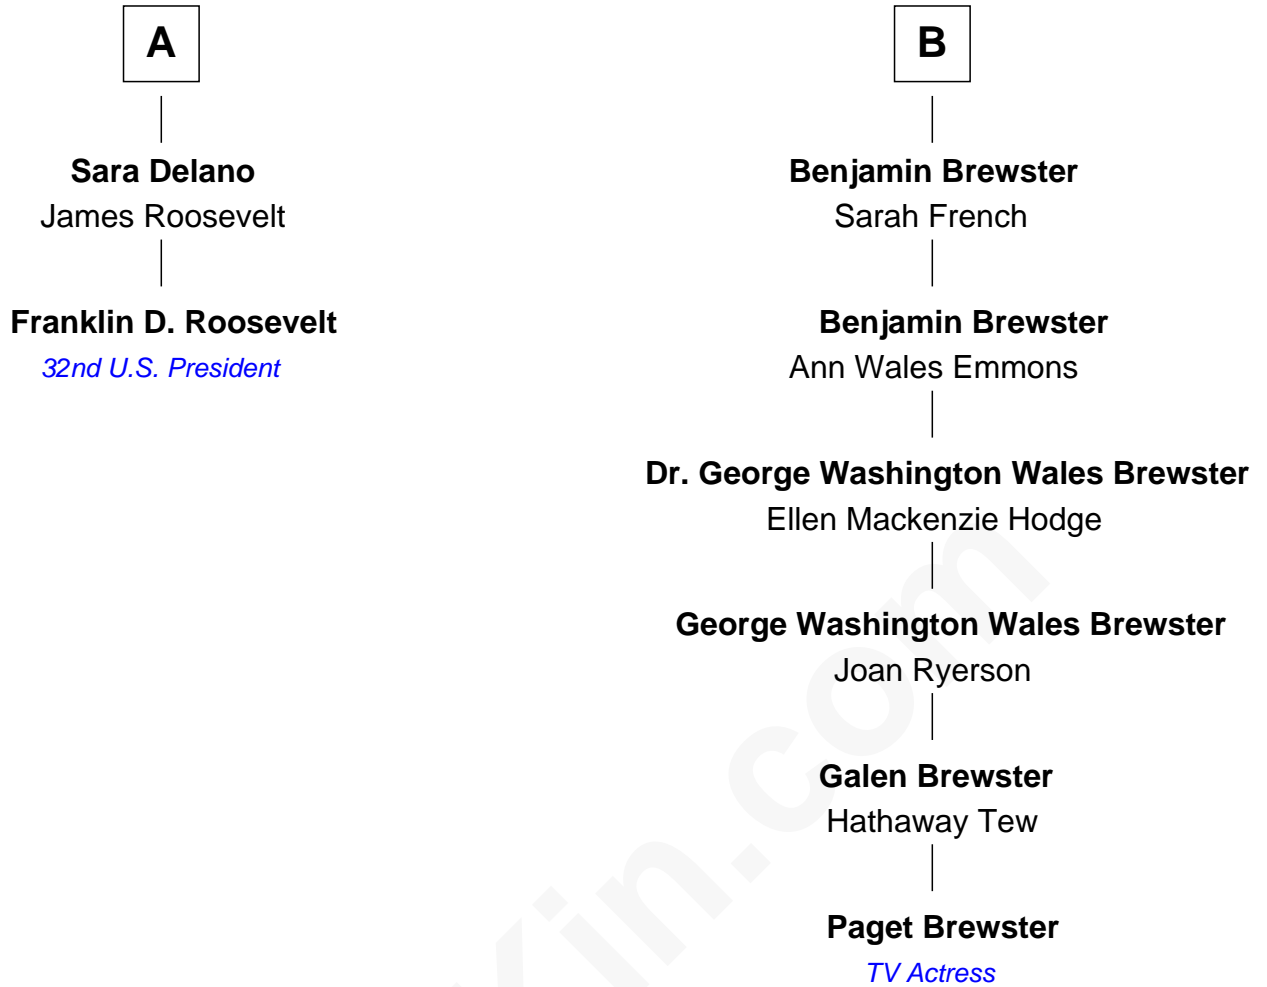 A
Sara Delano
James Roosevelt
Franklin D. Roosevelt
32nd U.S. President
B
Benjamin Brewster
Sarah French
Benjamin Brewster
Ann Wales Emmons
Dr. George Washington Wales Brewster
Ellen Mackenzie Hodge
George Washington Wales Brewster
Joan Ryerson
Galen Brewster
Hathaway Tew
Paget Brewster
TV Actress